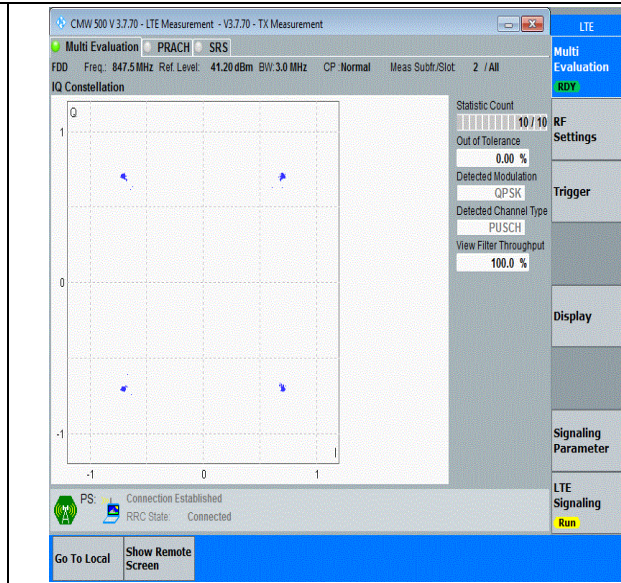 CMW 500 V 3.7.70 - LTE Measurement - V3.7.70 - TX Measurement
LTE
Multi Evaluation PRACH SRS
Multi
Evaluation
RDY
FDD Freq.: 847.5 MHz Ref. Level: 41.20 dBm BW: 3.0 MHz CP :Normal Meas Subfr./Slot: 2 / All
IQ Constellation
Q
1
0
-1
-1 0 1
I
Statistic Count
10 / 10
Out of Tolerance
0.00 %
Detected Modulation
QPSK
Detected Channel Type
PUSCH
View Filter Throughput
100.0 %
RF
Settings
Trigger
Display
Signaling
Parameter
LTE
Signaling
Run
PS: Connection Established
RRC State: Connected
Go To Local
Show Remote
Screen